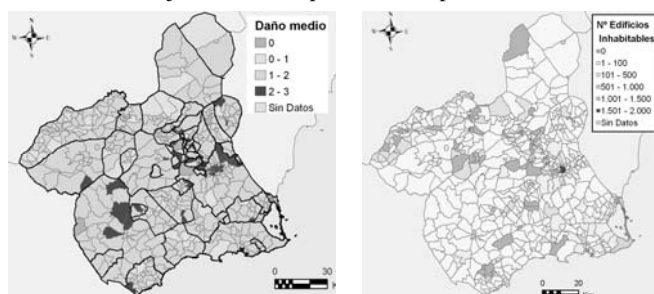 Daño medio
0
0 - 1
1 - 2
2 - 3
Sin Datos
0 30
Nº Edificios
Inhabitables
0
1 - 100
101 - 500
501 - 1.000
1.001 - 1.500
1.501 - 2.000
Sin Datos
0 20